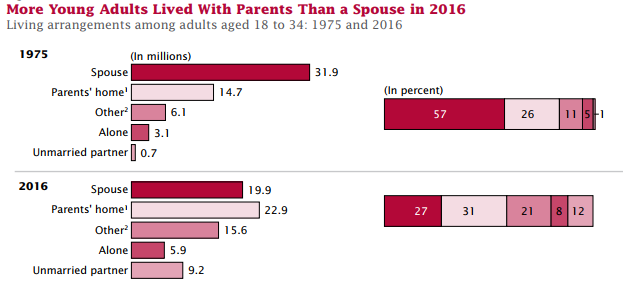 More Young Adults Lived With Parents Than a Spouse in 2016
Living arrangements among adults aged 18 to 34: 1975 and 2016
1975
(In millions)
Spouse 31.9
Parents' home¹ 14.7
Other² 6.1
Alone 3.1
Unmarried partner 0.7
(In percent)
57 26 11 5 1
2016
Spouse 19.9
Parents' home¹ 22.9
Other² 15.6
Alone 5.9
Unmarried partner 9.2
27 31 21 8 12